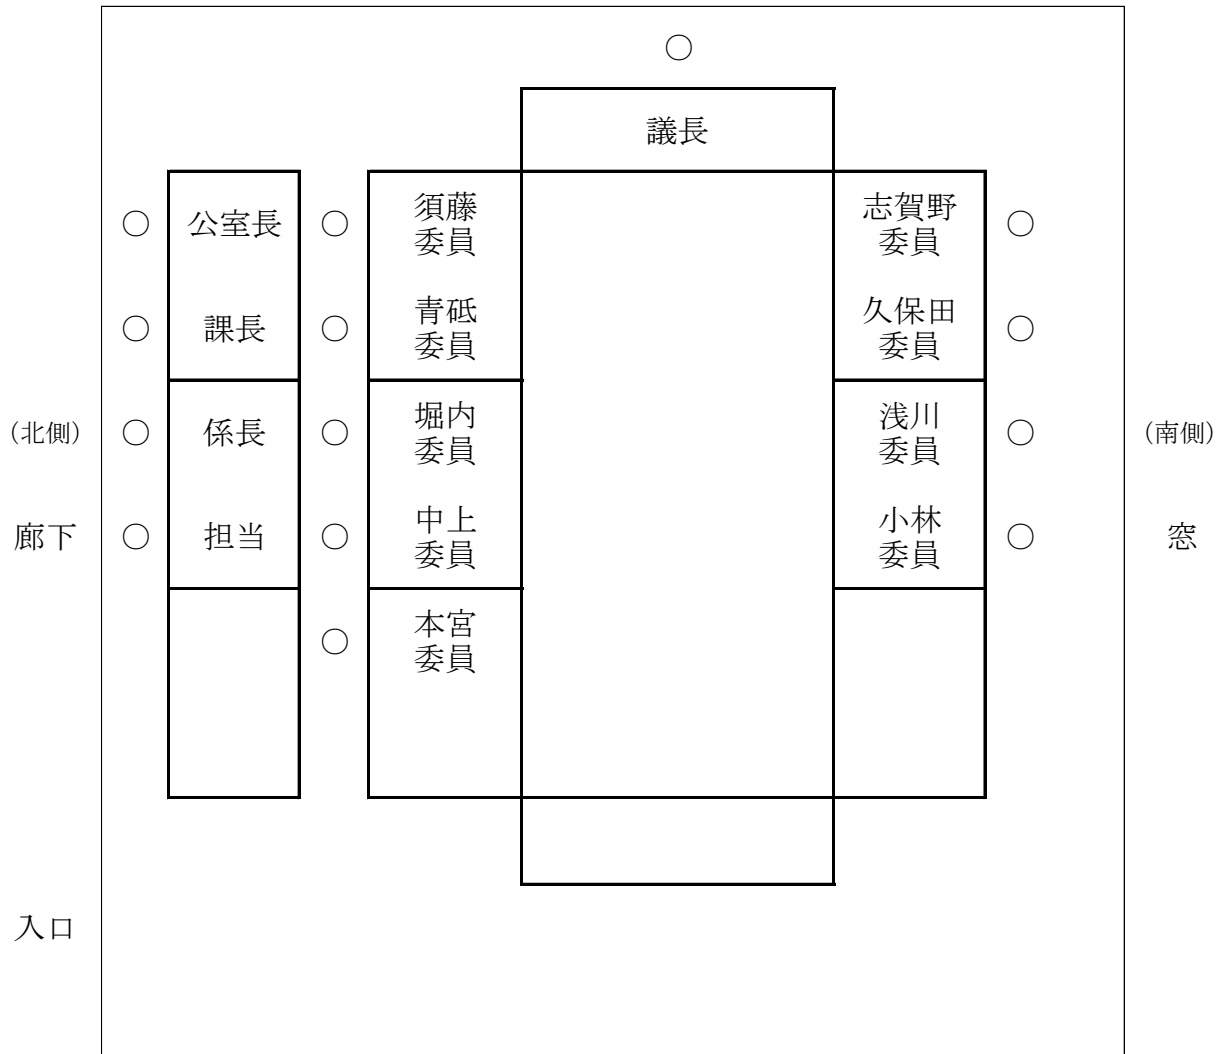 ○
議長
○ 公室長 ○ 須藤
委員
志賀野
委員 ○
○ 課長 ○ 青砥
委員
久保田
委員 ○
(北側) ○ 係長 ○ 堀内
委員
浅川
委員 ○ (南側)
廊下 ○ 担当 ○ 中上
委員
小林
委員 ○ 窓
○ 本宮
委員
入口